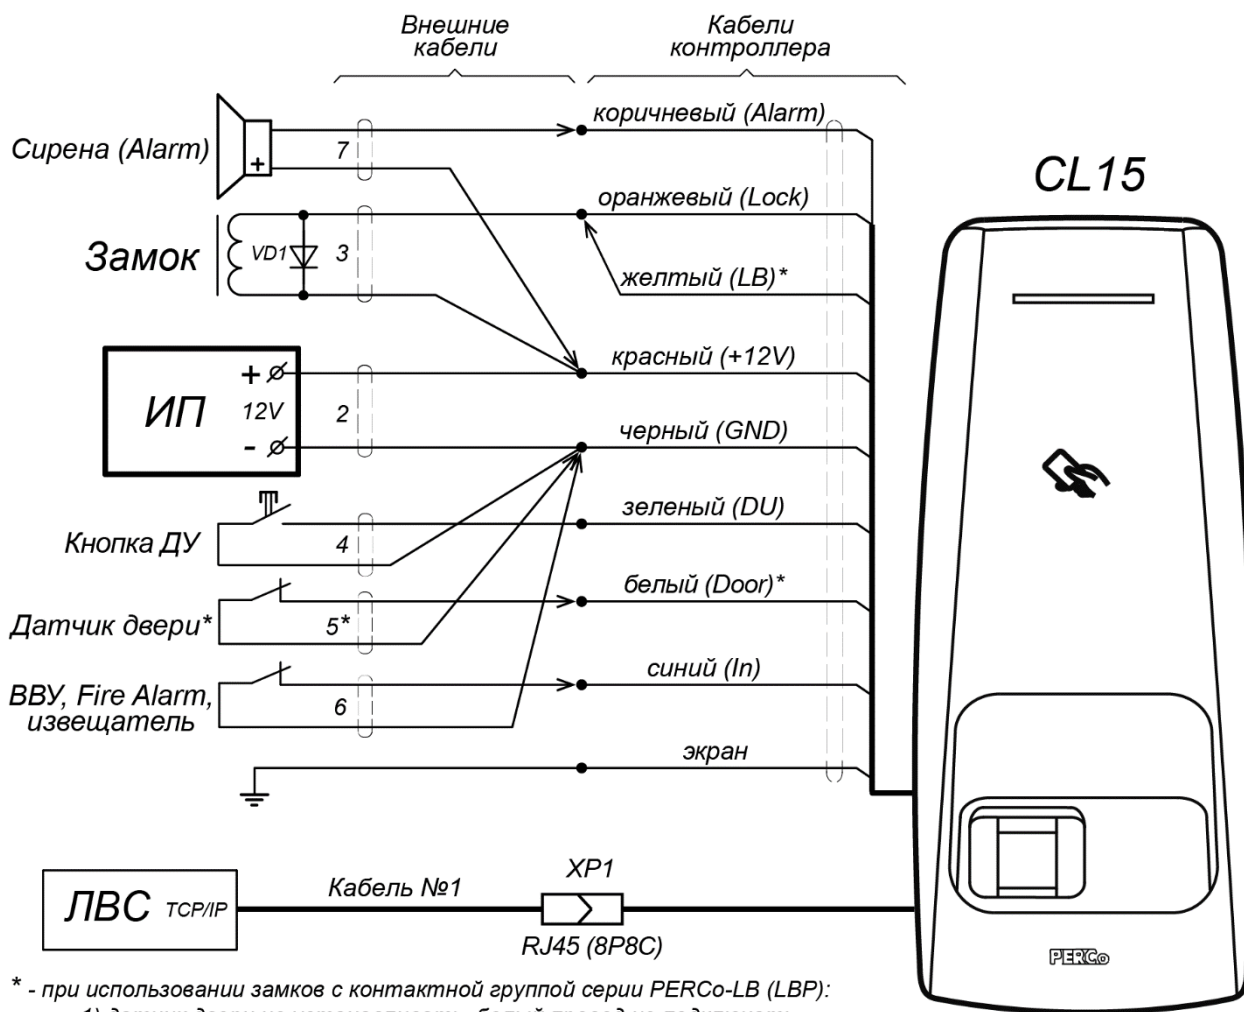 Внешние
кабели
Кабели
контроллера
Сирена (Alarm)
+
7
коричневый (Alarm)
CL15
оранжевый (Lock)
Замок
VD1
3
желтый (LB)*
красный (+12V)
ИП
+
12V
-
2
черный (GND)
зеленый (DU)
Кнопка ДУ
4
белый (Door)*
Датчик двери*
5*
синий (In)
ВВУ, Fire Alarm,
извещатель
6
экран
ЛВС TCP/IP
Кабель №1
XP1
RJ45 (8P8C)
PERCo
* - при использовании замков с контактной группой серии PERCo-LB (LBP):